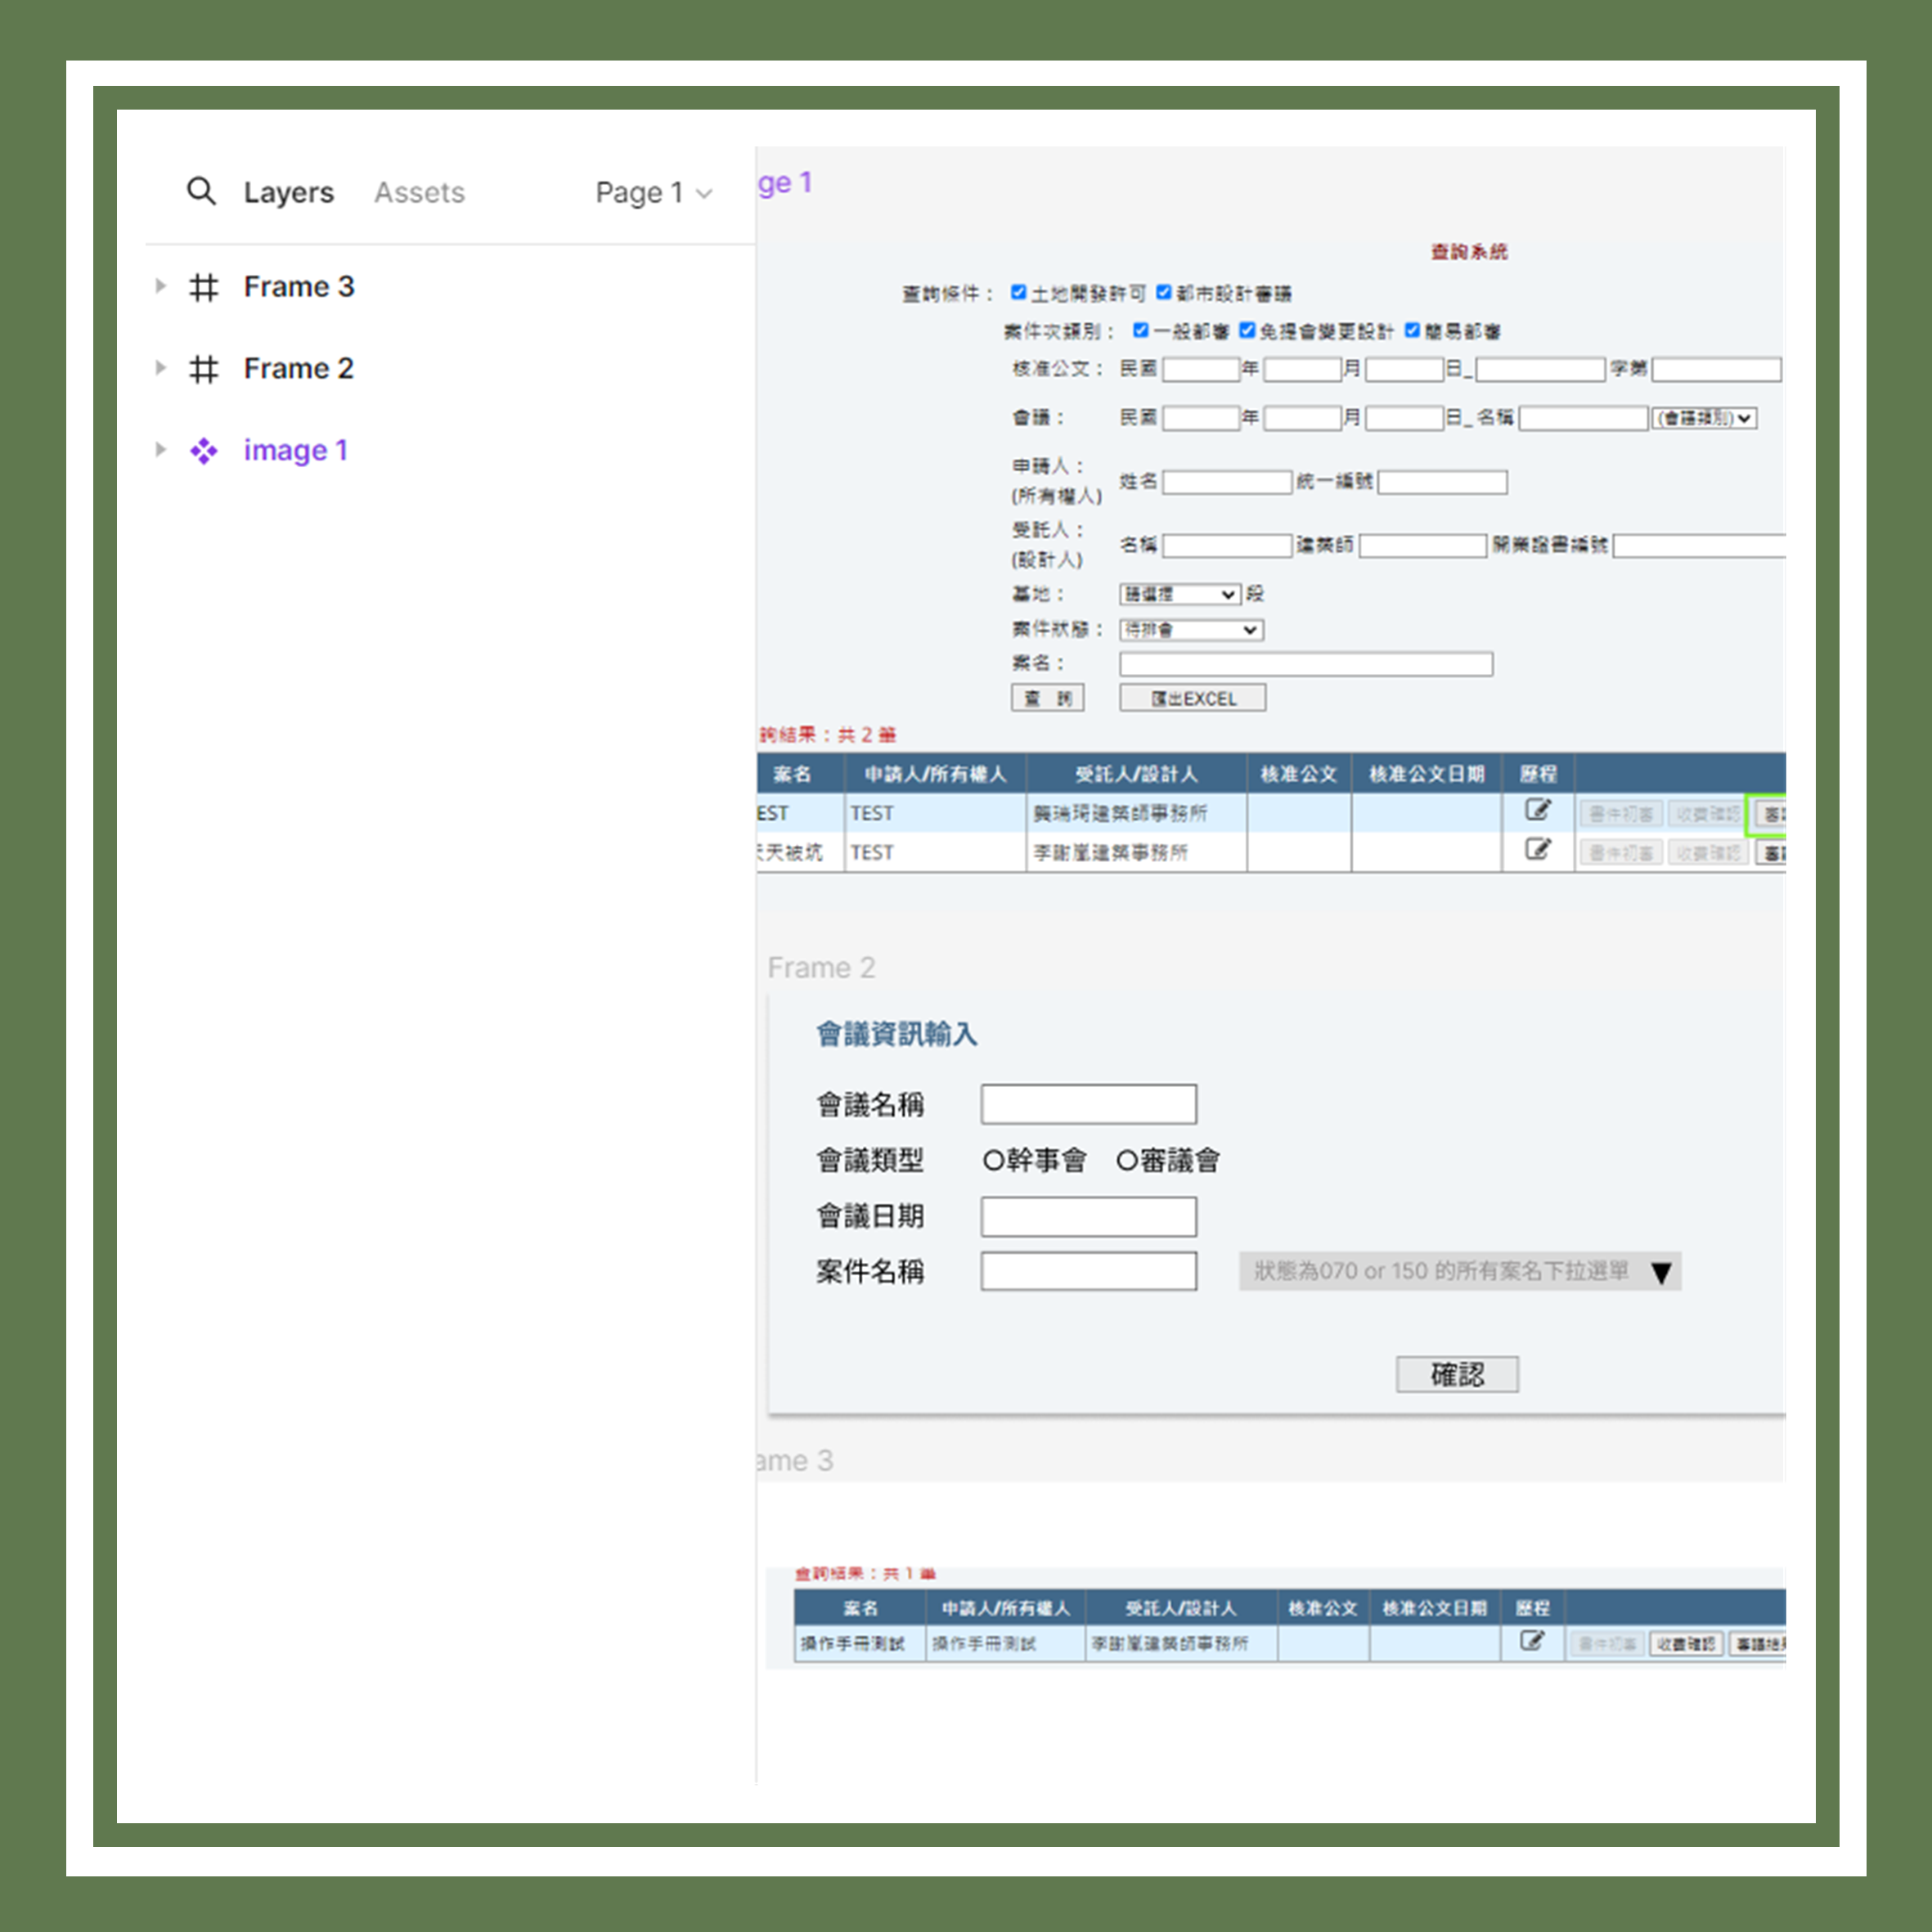 Layers Assets Page 1
Frame 3
Frame 2
image 1
ge 1
查詢系統
查詢條件： 土地開發許可 都市設計審議
案件次類別： 一般都審 免提會變更設計 簡易都審
核准公文： 民國 年 月 日_ 字第
會議： 民國 年 月 日_名稱 (會議類別)
申請人：
(所有權人) 姓名 統一編號
受託人：
(設計人) 名稱 建築師 開業證書編號
基地： 請選擇 段
案件狀態： 待排會
案名：
查 詢 匯出EXCEL
詢結果：共 2 筆
案名 申請人/所有權人 受託人/設計人 核准公文 核准公文日期 歷程
EST TEST 龔瑞琦建築師事務所 書件初審 收費確認 審
天被坑 TEST 李謝嵐建築事務所 書件初審 收費確認 審
Frame 2
會議資訊輸入
會議名稱
會議類型 幹事會 審議會
會議日期
案件名稱 狀態為070 or 150 的所有案名下拉選單
確認
ame 3
查詢結果：共 1 筆
案名 申請人/所有權人 受託人/設計人 核准公文 核准公文日期 歷程
操作手冊測試 操作手冊測試 李謝嵐建築師事務所 書件初審 收費確認 審議結